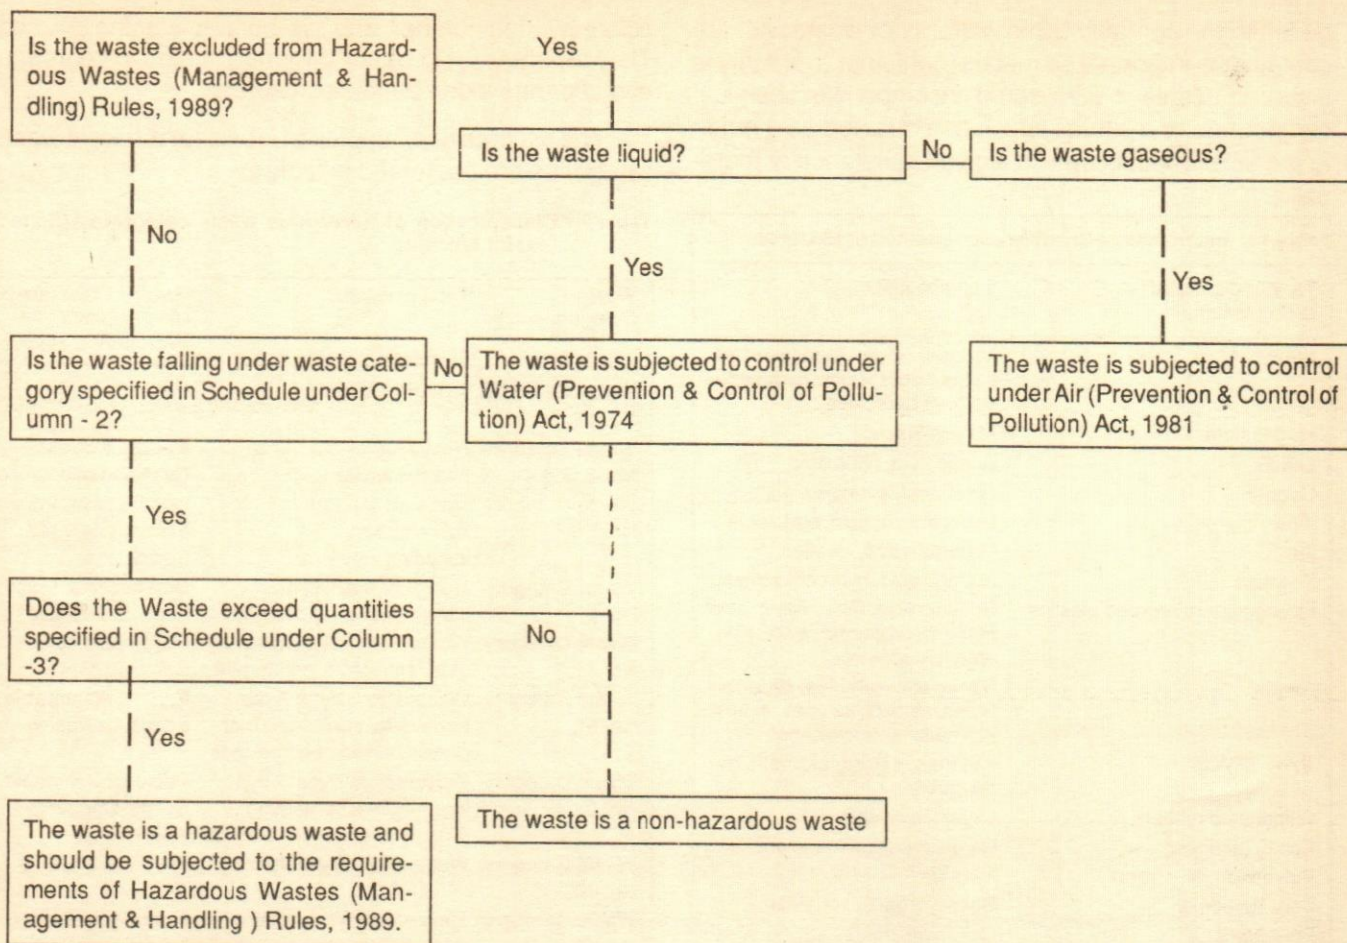 Is the waste excluded from Hazard-
ous Wastes (Management & Han-
dling) Rules, 1989?
Yes
Is the waste liquid?
No
Is the waste gaseous?
No
Yes
Yes
Is the waste falling under waste cate-
gory specified in Schedule under Col-
umn - 2?
No
The waste is subjected to control under
Water (Prevention & Control of Pollu-
tion) Act, 1974
The waste is subjected to control
under Air (Prevention & Control of
Pollution) Act, 1981
Yes
Does the Waste exceed quantities
specified in Schedule under Column
-3?
No
Yes
The waste is a hazardous waste and
should be subjected to the require-
ments of Hazardous Wastes (Man-
agement & Handling ) Rules, 1989.
The waste is a non-hazardous waste